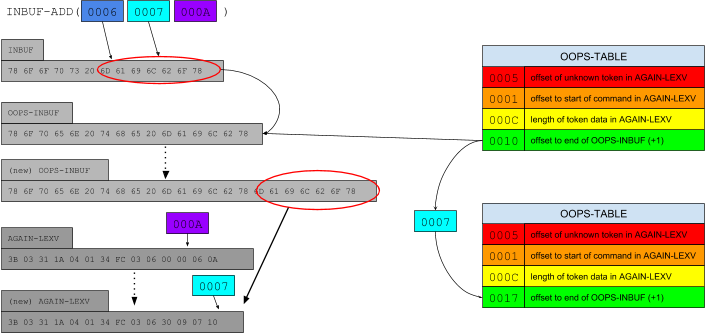 INBUF-ADD( 0006 0007 000A )
INBUF
78 6F 6F 70 73 20 6D 61 69 6C 62 6F 78
OOPS-INBUF
78 6F 70 65 6E 20 74 68 65 20 6D 61 69 6C 62 78
(new) OOPS-INBUF
78 6F 70 65 6E 20 74 68 65 20 6D 61 69 6C 62 78 6D 61 69 6C 62 6F 78
000A
AGAIN-LEXV
3B 03 31 1A 04 01 34 FC 03 06 00 00 06 0A
0007
(new) AGAIN-LEXV
3B 03 31 1A 04 01 34 FC 03 06 30 09 07 10
OOPS-TABLE
0005 offset of unknown token in AGAIN-LEXV
0001 offset to start of command in AGAIN-LEXV
000C length of token data in AGAIN-LEXV
0010 offset to end of OOPS-INBUF (+1)
0007
OOPS-TABLE
0005 offset of unknown token in AGAIN-LEXV
0001 offset to start of command in AGAIN-LEXV
000C length of token data in AGAIN-LEXV
0017 offset to end of OOPS-INBUF (+1)